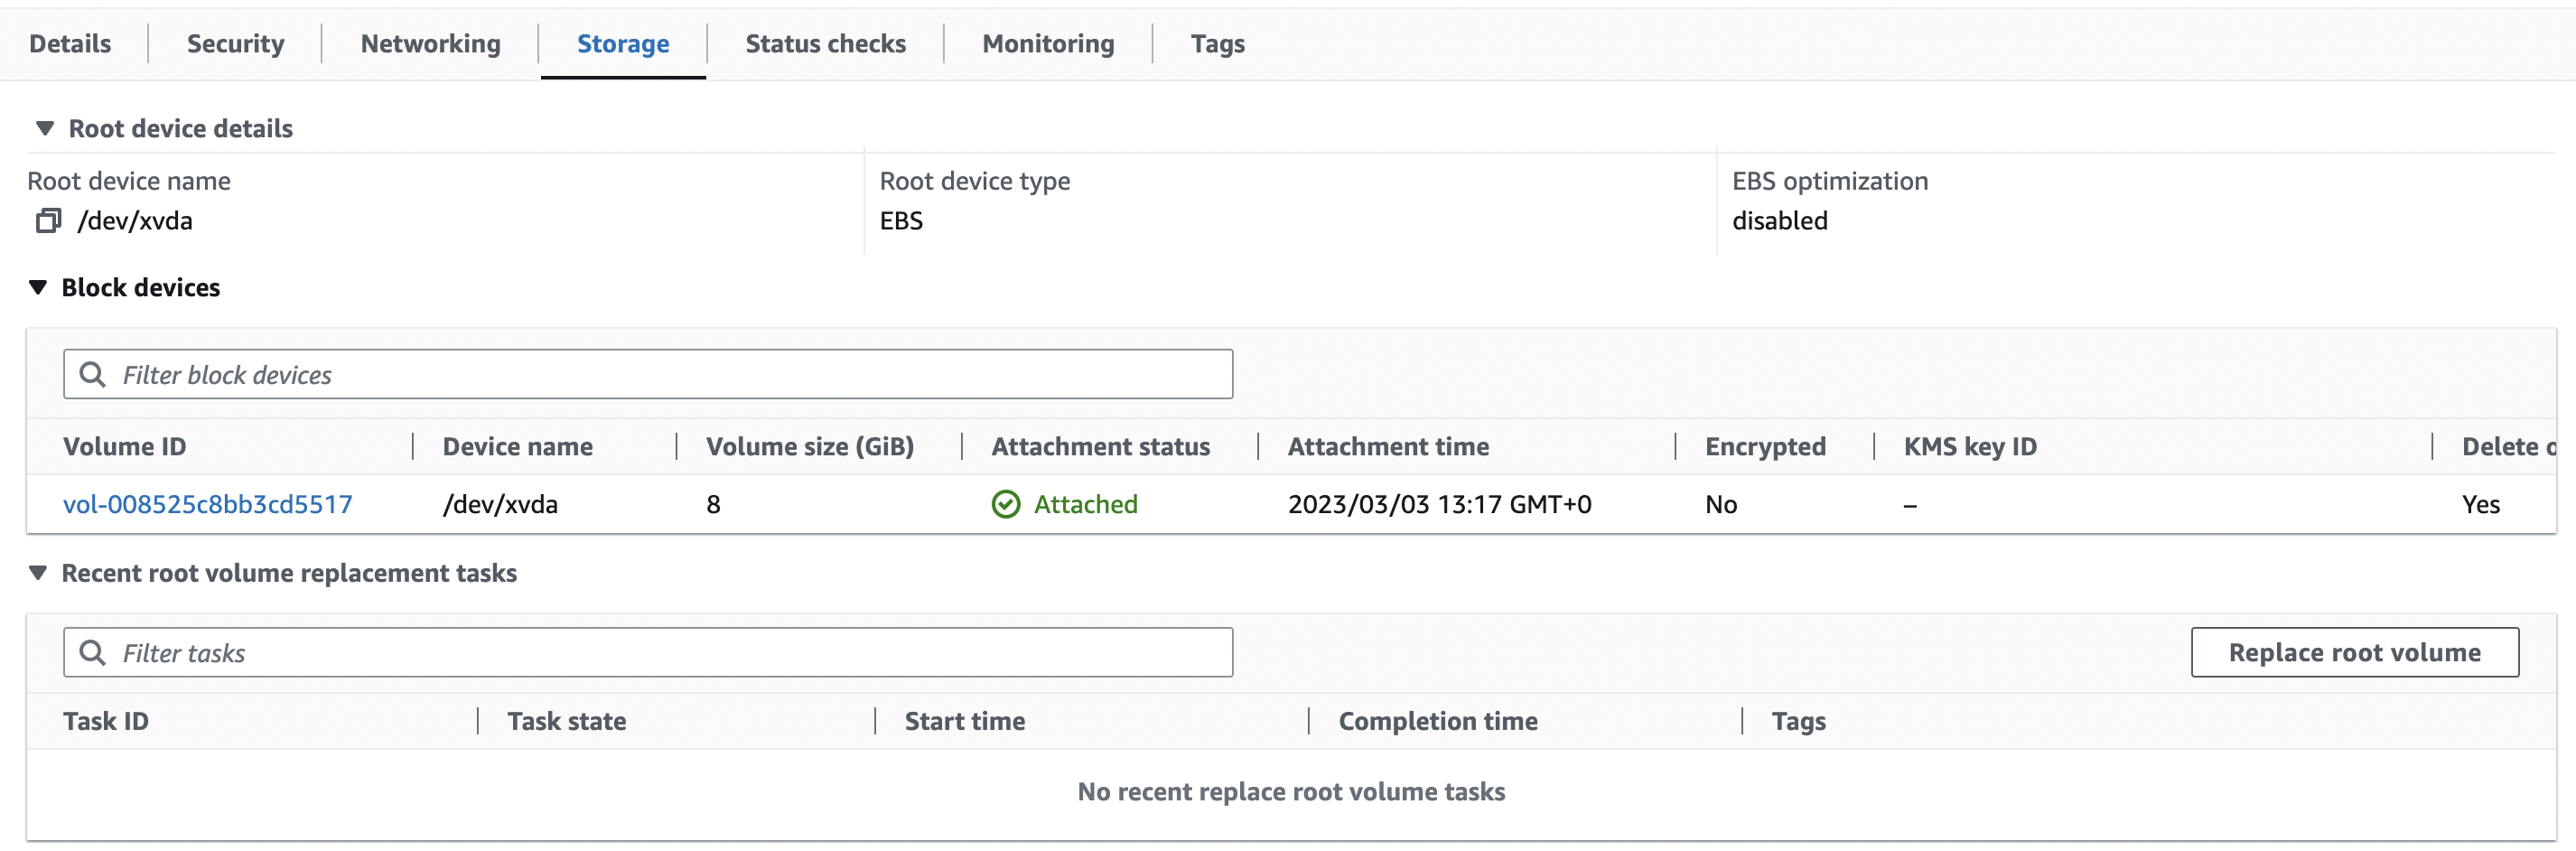 Details Security Networking Storage Status checks Monitoring Tags
Root device details
Root device name Root device type EBS optimization
/dev/xvda EBS disabled
Block devices
Filter block devices
Volume ID Device name Volume size (GiB) Attachment status Attachment time Encrypted KMS key ID Delete
vol-008525c8bb3cd5517 /dev/xvda 8 Attached 2023/03/03 13:17 GMT+0 No – Yes
Recent root volume replacement tasks
Filter tasks Replace root volume
Task ID Task state Start time Completion time Tags
No recent replace root volume tasks